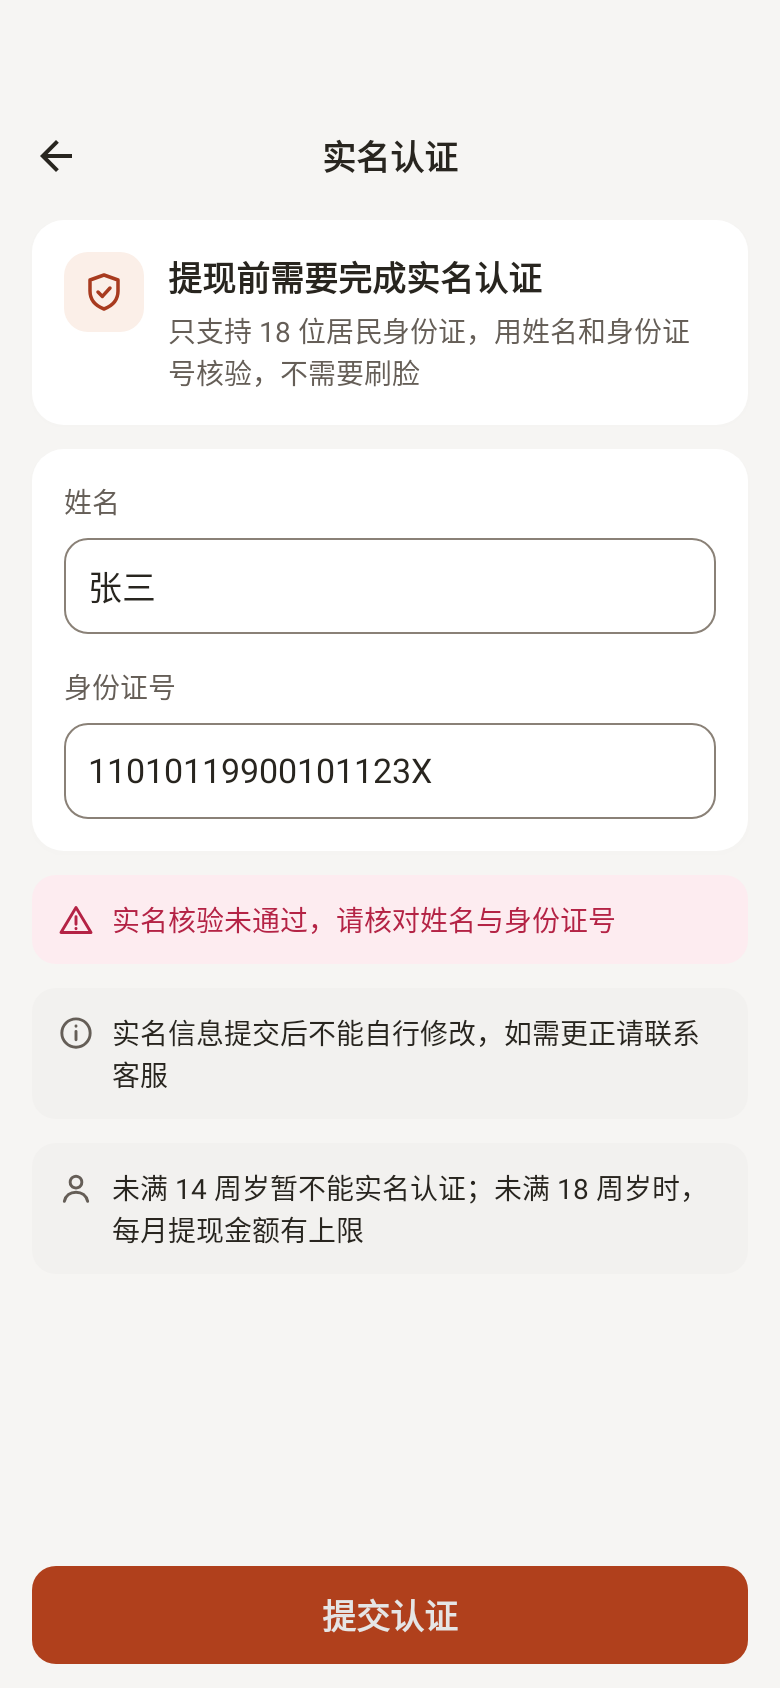 实名认证
提现前需要完成实名认证
只支持 18 位居民身份证，用姓名和身份证
号核验，不需要刷脸
姓名
张三
身份证号
11010119900101123X
实名核验未通过，请核对姓名与身份证号
实名信息提交后不能自行修改，如需更正请联系
客服
未满 14 周岁暂不能实名认证；未满 18 周岁时，
每月提现金额有上限
提交认证